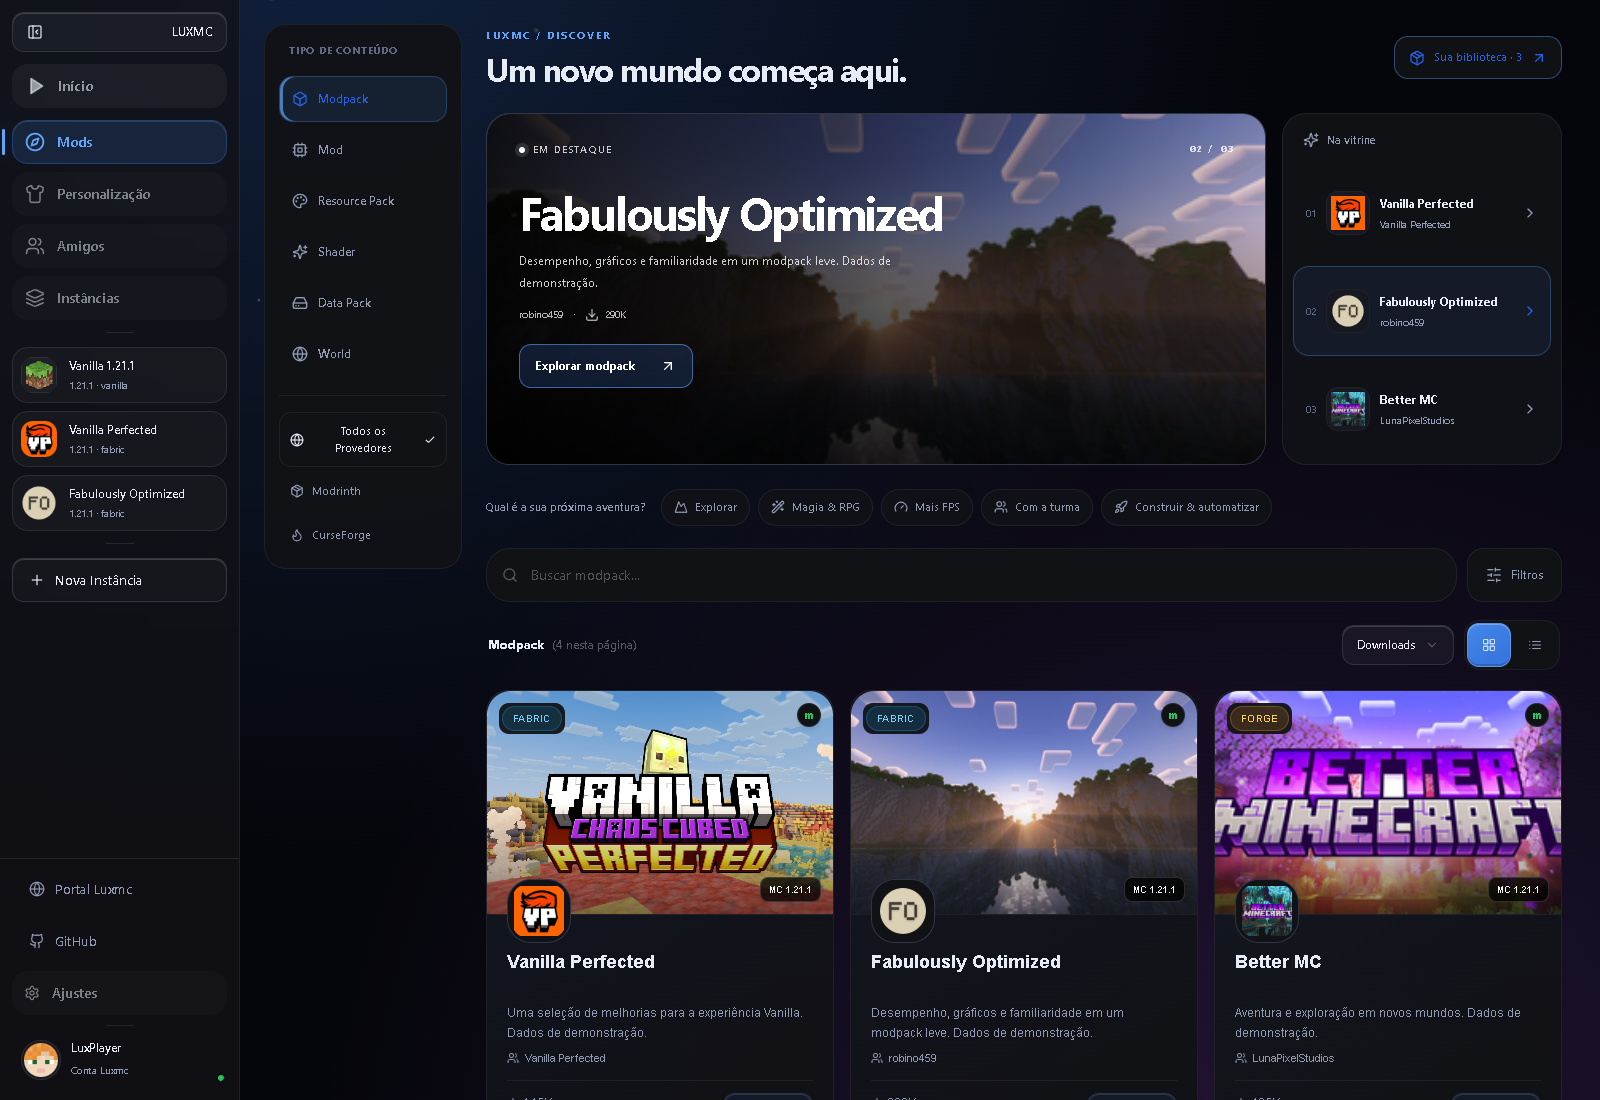 LUXMC
Início
Mods
Personalização
Amigos
Instâncias
Vanilla 1.21.1
1.21.1 · vanilla
Vanilla Perfected
1.21.1 · fabric
FO
Fabulously Optimized
1.21.1 · fabric
Nova Instância
Portal Luxmc
GitHub
Ajustes
LuxPlayer
Conta Luxmc
TIPO DE CONTEÚDO
Modpack
Mod
Resource Pack
Shader
Data Pack
World
Todos os
Provedores
Modrinth
CurseForge
LUXMC / DISCOVER
Um novo mundo começa aqui.
Sua biblioteca · 3
EM DESTAQUE
02 / 03
Fabulously Optimized
Desempenho, gráficos e familiaridade em um modpack leve. Dados de
demonstração.
robino459 · 290K
Explorar modpack
Na vitrine
01
VP
Vanilla Perfected
Vanilla Perfected
02
FO
Fabulously Optimized
robino459
03
Better MC
LunaPixelStudios
Qual é a sua próxima aventura?
Explorar
Magia & RPG
Mais FPS
Com a turma
Construir & automatizar
Buscar modpack...
Filtros
Modpack (4 nesta página)
Downloads
FABRIC
m
VANILLA
CHAOS CUBED
PERFECTED
MC 1.21.1
VP
Vanilla Perfected
Uma seleção de melhorias para a experiência Vanilla.
Dados de demonstração.
Vanilla Perfected
FABRIC
m
MC 1.21.1
FO
Fabulously Optimized
Desempenho, gráficos e familiaridade em um
modpack leve. Dados de demonstração.
robino459
FORGE
m
BETTER
MINECRAFT
MC 1.21.1
BETTER
MINECRAFT
Better MC
Aventura e exploração em novos mundos. Dados de
demonstração.
LunaPixelStudios